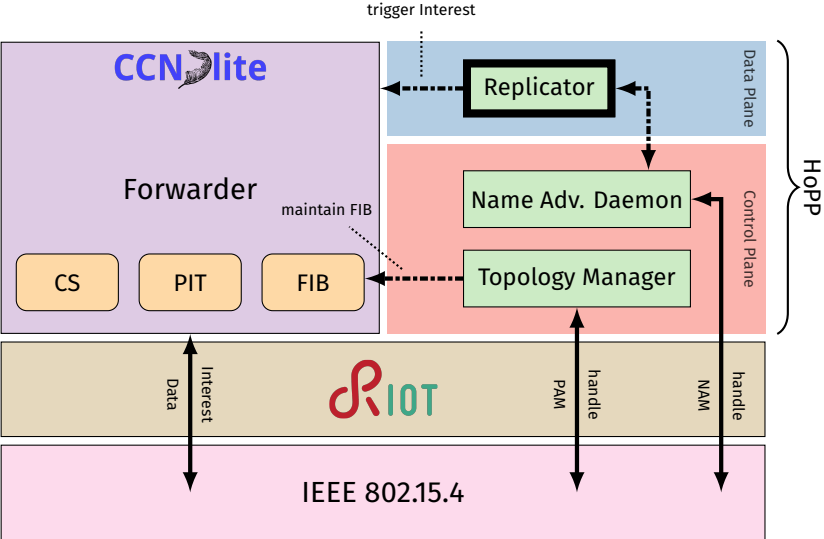 trigger Interest
CCN lite
Replicator
Data Plane
HoPP
Forwarder
Name Adv. Daemon
Control Plane
maintain FIB
CS
PIT
FIB
Topology Manager
Interest
Data
RIOT
handle
PAM
handle
NAM
IEEE 802.15.4